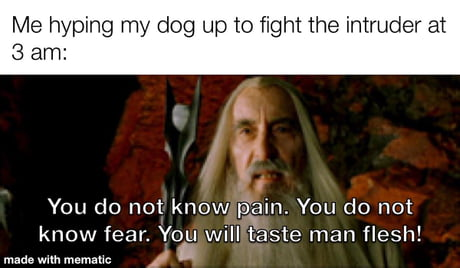 Me hyping my dog up to fight the intruder at
3 am:
You do not know pain. You do not
know fear. You will taste man flesh!
made with mematic